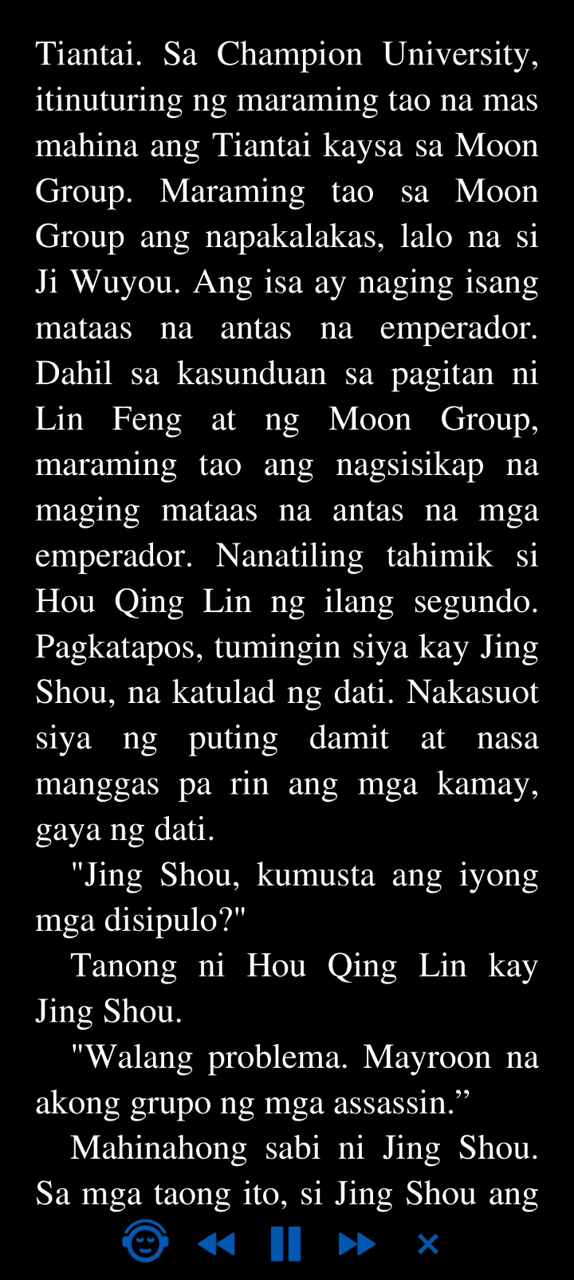 Tiantai. Sa Champion University,
itinuturing ng maraming tao na mas
mahina ang Tiantai kaysa sa Moon
Group. Maraming tao sa Moon
Group ang napakalakas, lalo na si
Ji Wuyou. Ang isa ay naging isang
mataas na antas na emperador.
Dahil sa kasunduan sa pagitan ni
Lin Feng at ng Moon Group,
maraming tao ang nagsisikap na
maging mataas na antas na mga
emperador. Nanatiling tahimik si
Hou Qing Lin ng ilang segundo.
Pagkatapos, tumingin siya kay Jing
Shou, na katulad ng dati. Nakasuot
siya ng puting damit at nasa
manggas pa rin ang mga kamay,
gaya ng dati.
"Jing Shou, kumusta ang iyong
mga disipulo?"
Tanong ni Hou Qing Lin kay
Jing Shou.
"Walang problema. Mayroon na
akong grupo ng mga assassin.”
Mahinahong sabi ni Jing Shou.
Sa mga taong ito, si Jing Shou ang